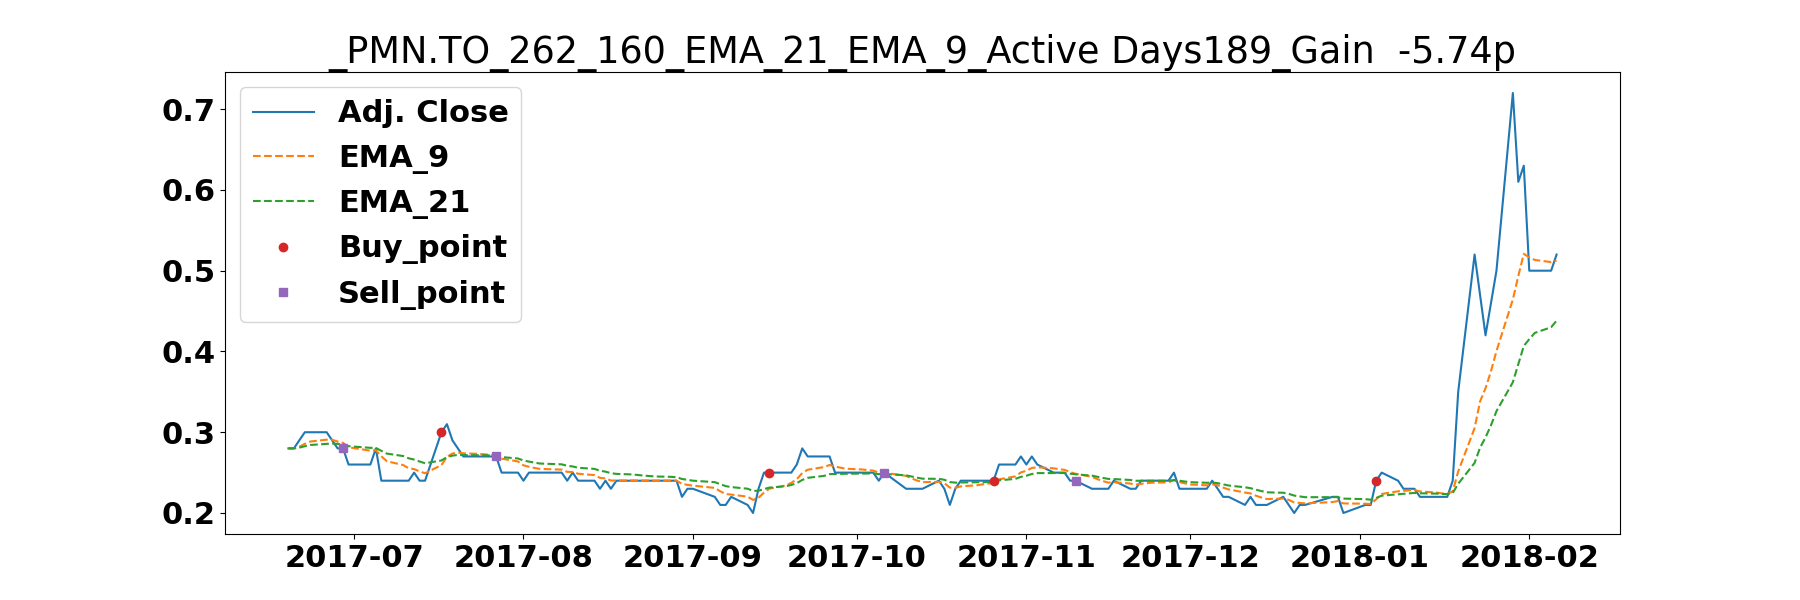 _PMN.TO_262_160_EMA_21_EMA_9_Active Days189_Gain  -5.74p
0.7
0.6
0.5
0.4
0.3
0.2
Adj. Close
EMA_9
EMA_21
Buy_point
Sell_point
2017-07 2017-08 2017-09 2017-10 2017-11 2017-12 2018-01 2018-02